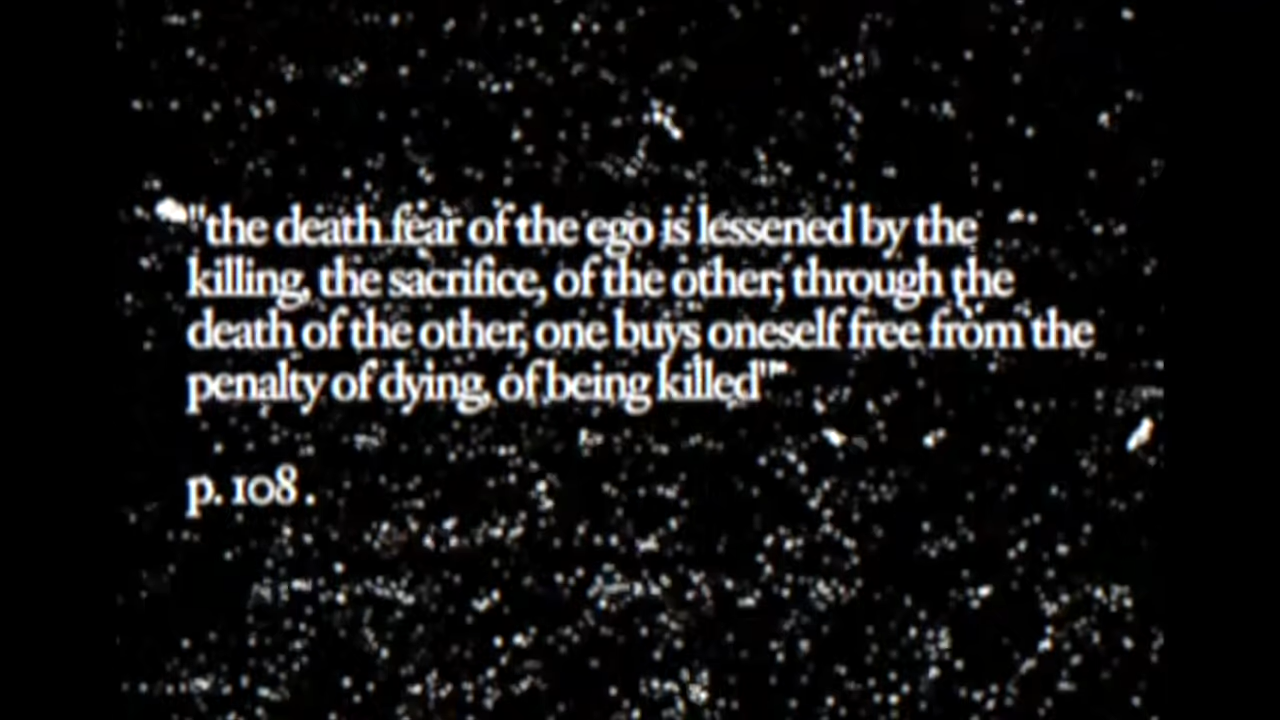 "the death fear of the ego is lessened by the
killing, the sacrifice, of the other; through the
death of the other, one buys oneself free from the
penalty of dying, of being killed""
p. 108 .